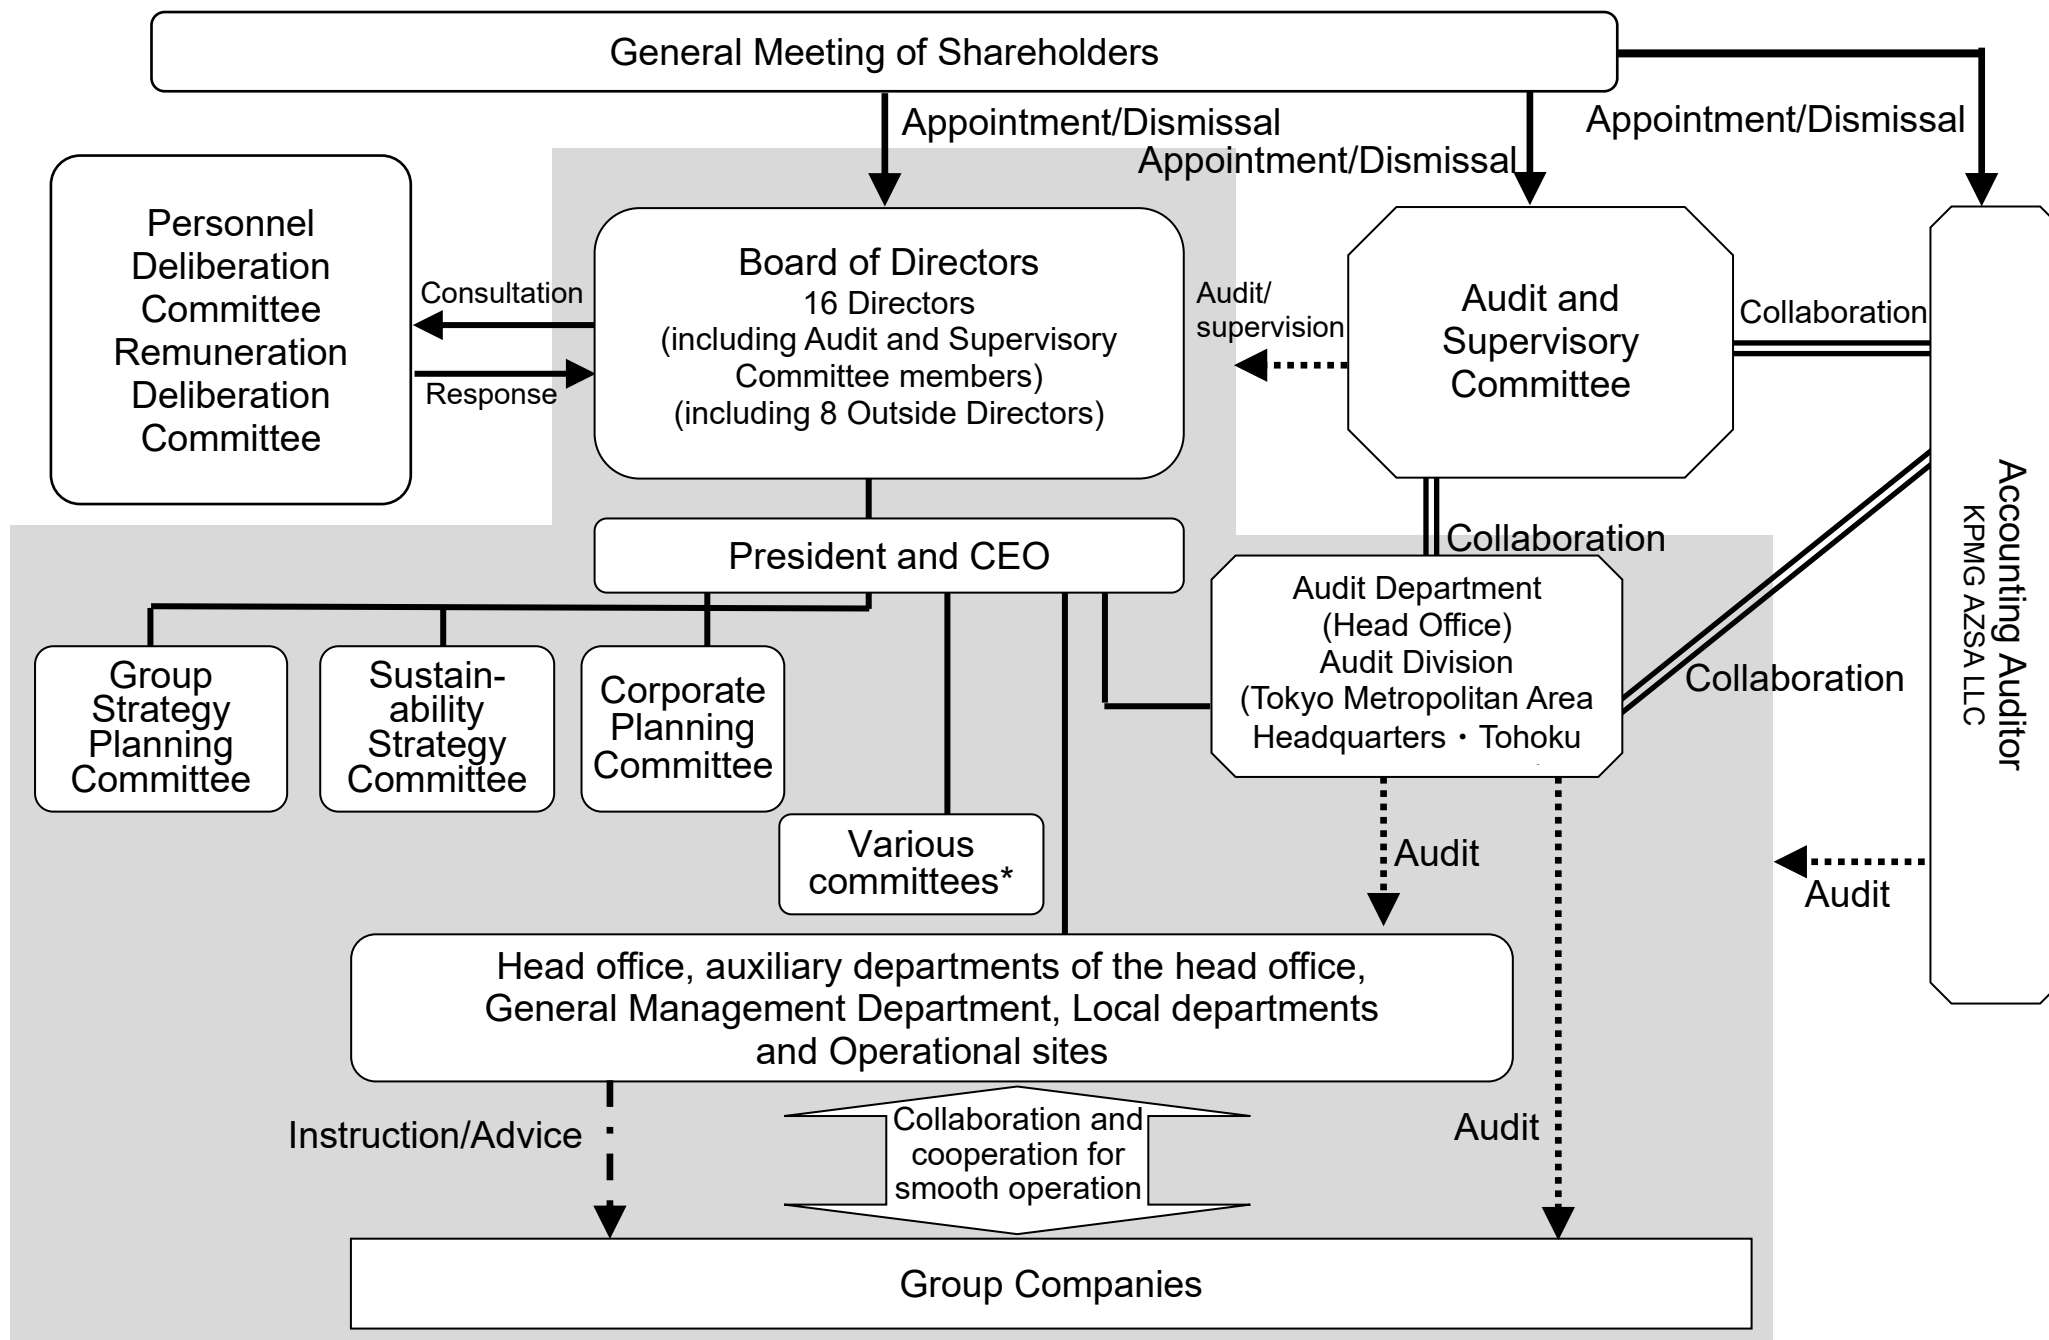 General Meeting of Shareholders
Appointment/Dismissal
Appointment/Dismissal
Appointment/Dismissal
Personnel
Deliberation
Committee
Remuneration
Deliberation
Committee
Consultation
Response
Board of Directors
16 Directors
(including Audit and Supervisory
Committee members)
(including 8 Outside Directors)
Audit/
supervision
Audit and
Supervisory
Committee
Collaboration
Accounting Auditor
KPMG AZSA LLC
President and CEO
Collaboration
Audit Department
(Head Office)
Audit Division
(Tokyo Metropolitan Area
Headquarters・Tohoku
Collaboration
Group
Strategy
Planning
Committee
Sustain-
ability
Strategy
Committee
Corporate
Planning
Committee
Various
committees*
Audit
Audit
Head office, auxiliary departments of the head office,
General Management Department, Local departments
and Operational sites
Instruction/Advice
Collaboration and
cooperation for
smooth operation
Audit
Group Companies